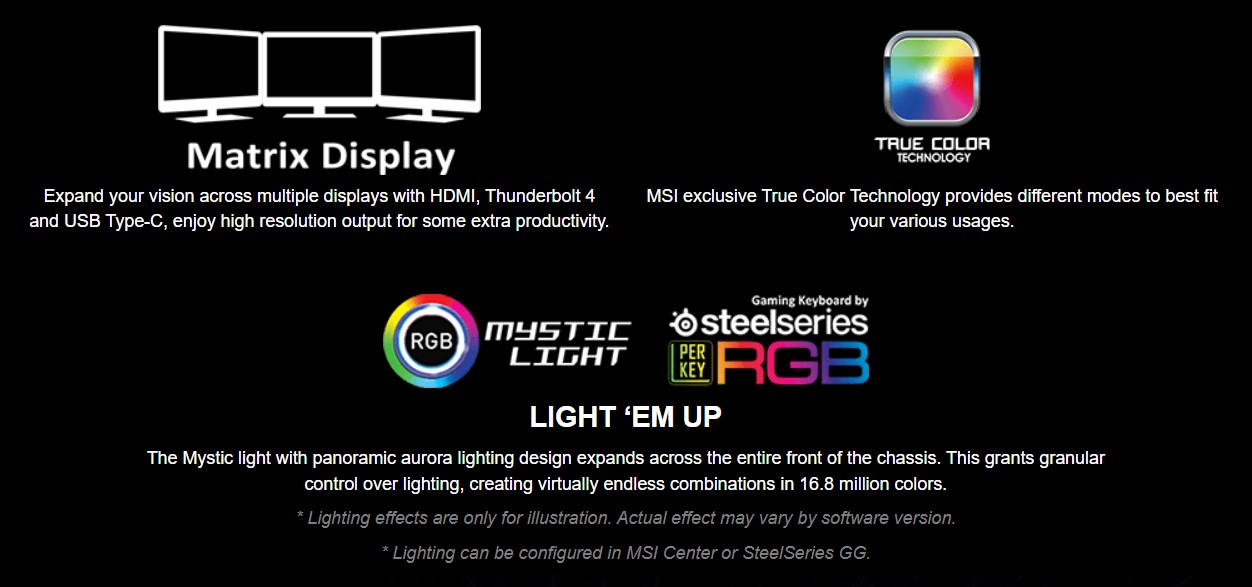 Matrix Display
Expand your vision across multiple displays with HDMI, Thunderbolt 4
and USB Type-C, enjoy high resolution output for some extra productivity.
TRUE COLOR
TECHNOLOGY
MSI exclusive True Color Technology provides different modes to best fit
your various usages.
RGB
MYSTIC
LIGHT
Gaming Keyboard by
steelseries
PER
KEY
RGB
LIGHT ‘EM UP
The Mystic light with panoramic aurora lighting design expands across the entire front of the chassis. This grants granular
control over lighting, creating virtually endless combinations in 16.8 million colors.
* Lighting effects are only for illustration. Actual effect may vary by software version.
* Lighting can be configured in MSI Center or SteelSeries GG.